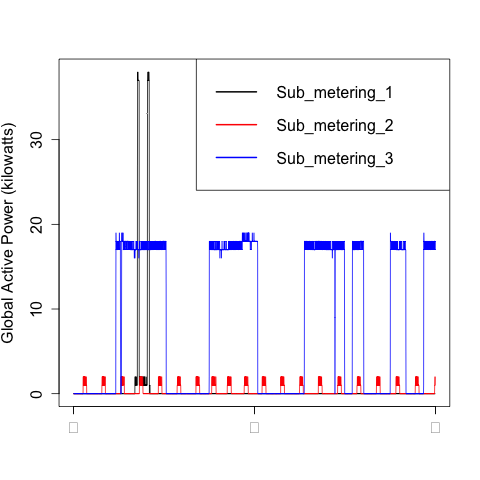 Sub_metering_1
Sub_metering_2
Sub_metering_3
Global Active Power (kilowatts)
30
20
10
0